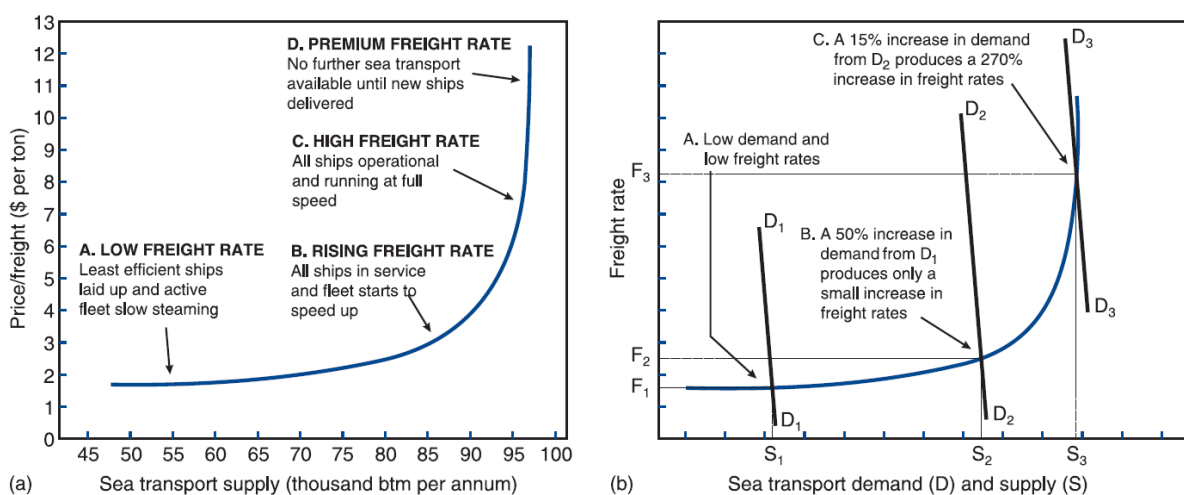 13
12
11
10
9
8
7
6
5
4
3
2
1
0
Price/freight ($ per ton)
D. PREMIUM FREIGHT RATE
No further sea transport
available until new ships
delivered
C. HIGH FREIGHT RATE
All ships operational
and running at full
speed
A. LOW FREIGHT RATE
Least efficient ships
laid up and active
fleet slow steaming
B. RISING FREIGHT RATE
All ships in service
and fleet starts to
speed up
45 50 55 60 65 70 75 80 85 90 95 100
(a) Sea transport supply (thousand btm per annum)
Freight rate
F3
F2
F1
C. A 15% increase in demand
from D2 produces a 270%
increase in freight rates
D3
D2
A. Low demand and
low freight rates
D1
B. A 50% increase in
demand from D1
produces only a
small increase in
freight rates
D3
D1
D2
S1 S2 S3
(b) Sea transport demand (D) and supply (S)